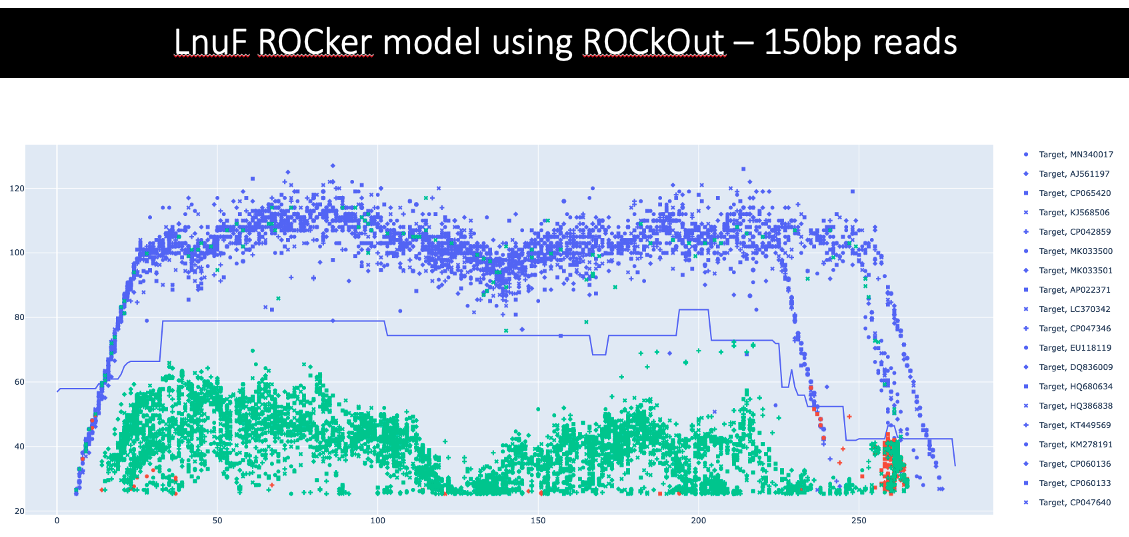 LnuF ROCker model using ROCkOut – 150bp reads
120
100
80
60
40
20
0
50
100
150
200
250
Target, MN340017
Target, AJ561197
Target, CP065420
Target, KJ568506
Target, CP042859
Target, MK033500
Target, MK033501
Target, AP022371
Target, LC370342
Target, CP047346
Target, EU118119
Target, DQ836009
Target, HQ680634
Target, HQ386838
Target, KT449569
Target, KM278191
Target, CP060136
Target, CP060133
Target, CP047640